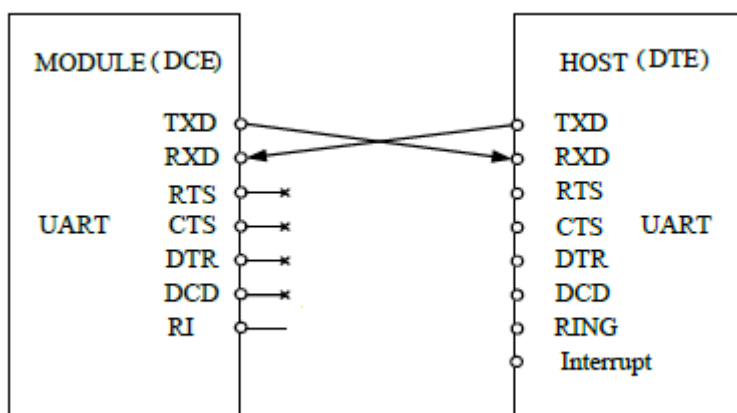 MODULE (DCE)
TXD
RXD
RTS
CTS
DTR
DCD
RI
UART
HOST (DTE)
TXD
RXD
RTS
CTS
DTR
DCD
RING
Interrupt
UART